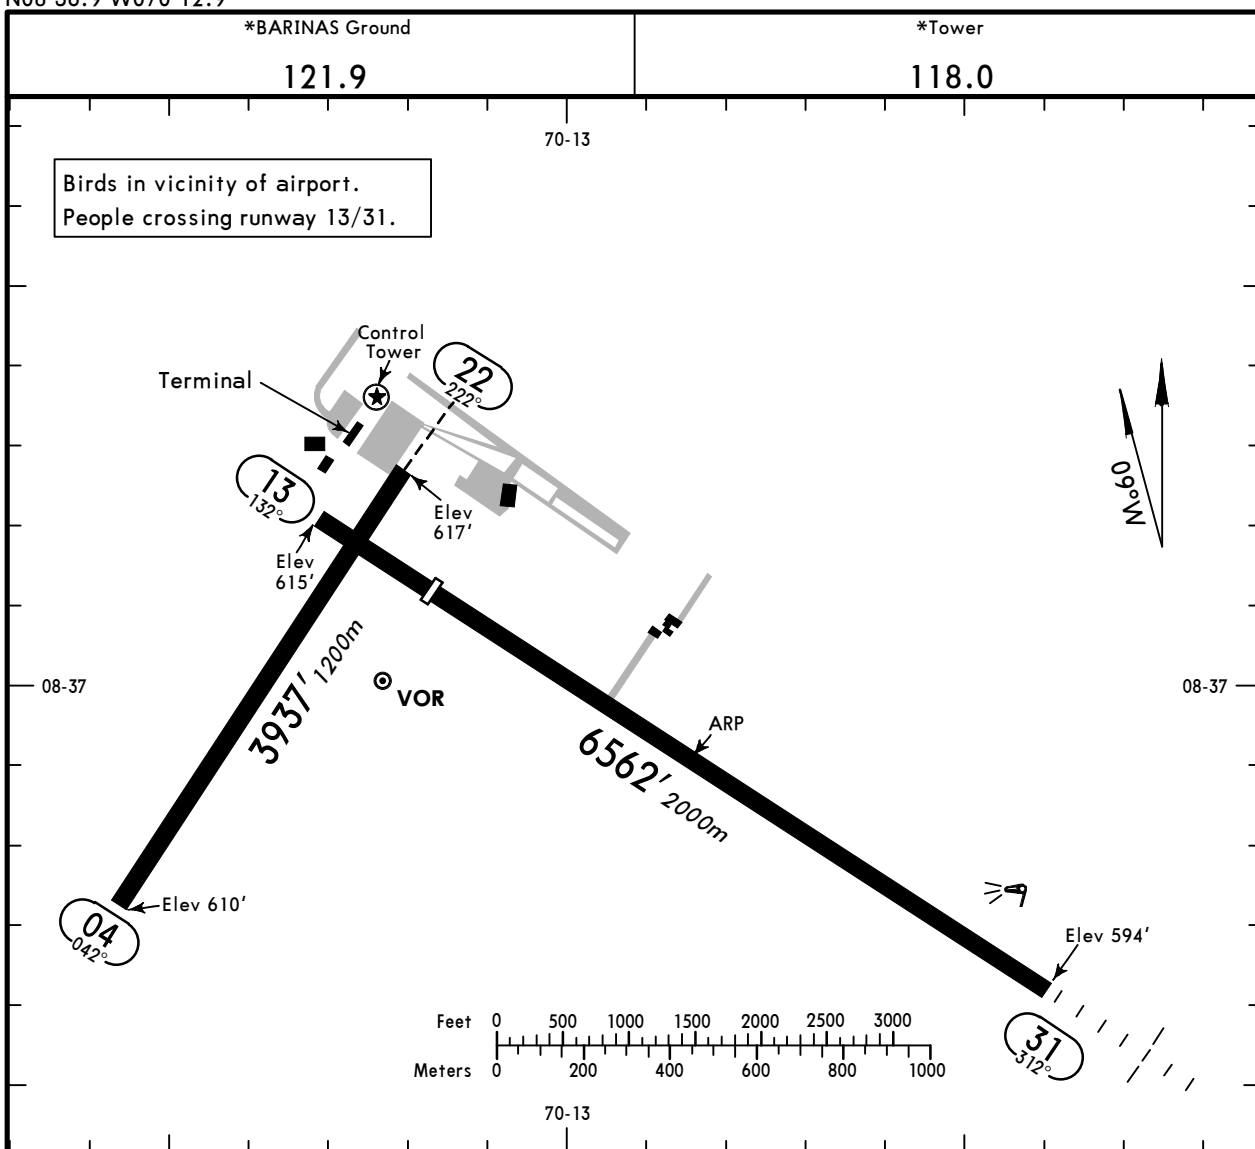 *BARINAS Ground
*Tower
121.9
118.0
70-13
Birds in vicinity of airport.
People crossing runway 13/31.
Control
Tower
Terminal
22
222°
13
132°
Elev
617'
Elev
615'
09°W
3937' 1200m
VOR
08-37
08-37
ARP
6562' 2000m
Elev 610'
04
042°
Elev 594'
31
312°
Feet 0 500 1000 1500 2000 2500 3000
Meters 0 200 400 600 800 1000
70-13